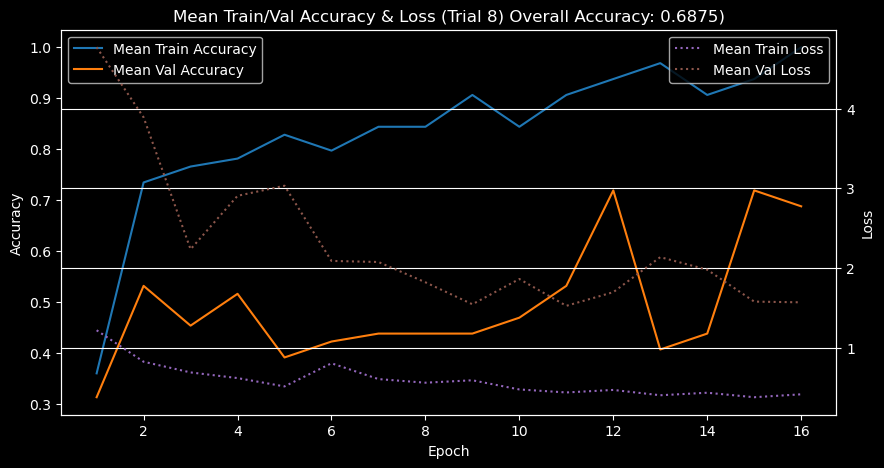 Mean Train/Val Accuracy & Loss (Trial 8) Overall Accuracy: 0.6875)
Mean Train Accuracy
Mean Val Accuracy
Mean Train Loss
Mean Val Loss
Accuracy
1.0
0.9
0.8
0.7
0.6
0.5
0.4
0.3
Loss
4
3
2
1
2 4 6 8 10 12 14 16
Epoch